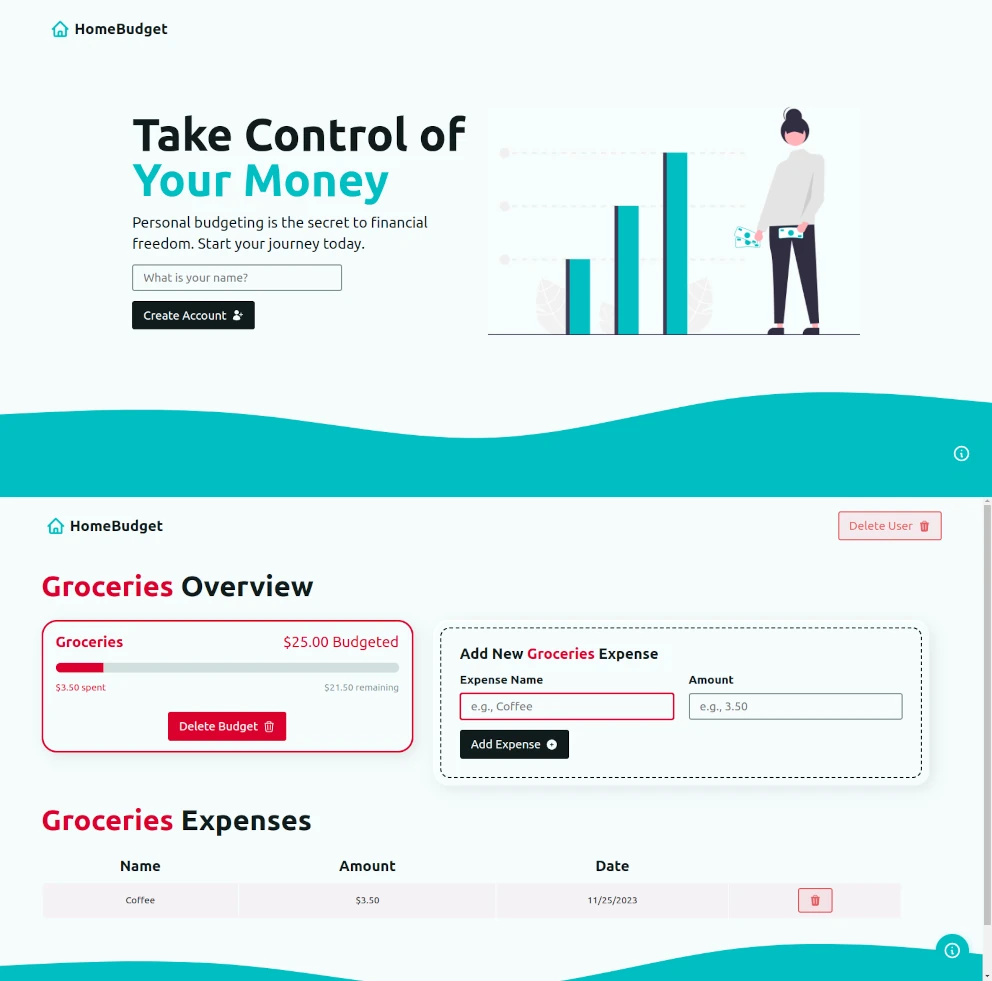 HomeBudget
Take Control of
Your Money
Personal budgeting is the secret to financial
freedom. Start your journey today.
What is your name?
Create Account
HomeBudget
Delete User
Groceries Overview
Groceries
$25.00 Budgeted
$3.50 spent
$21.50 remaining
Delete Budget
Add New Groceries Expense
Expense Name
Amount
e.g., Coffee
e.g., 3.50
Add Expense
Groceries Expenses
Name Amount Date
Coffee $3.50 11/25/2023